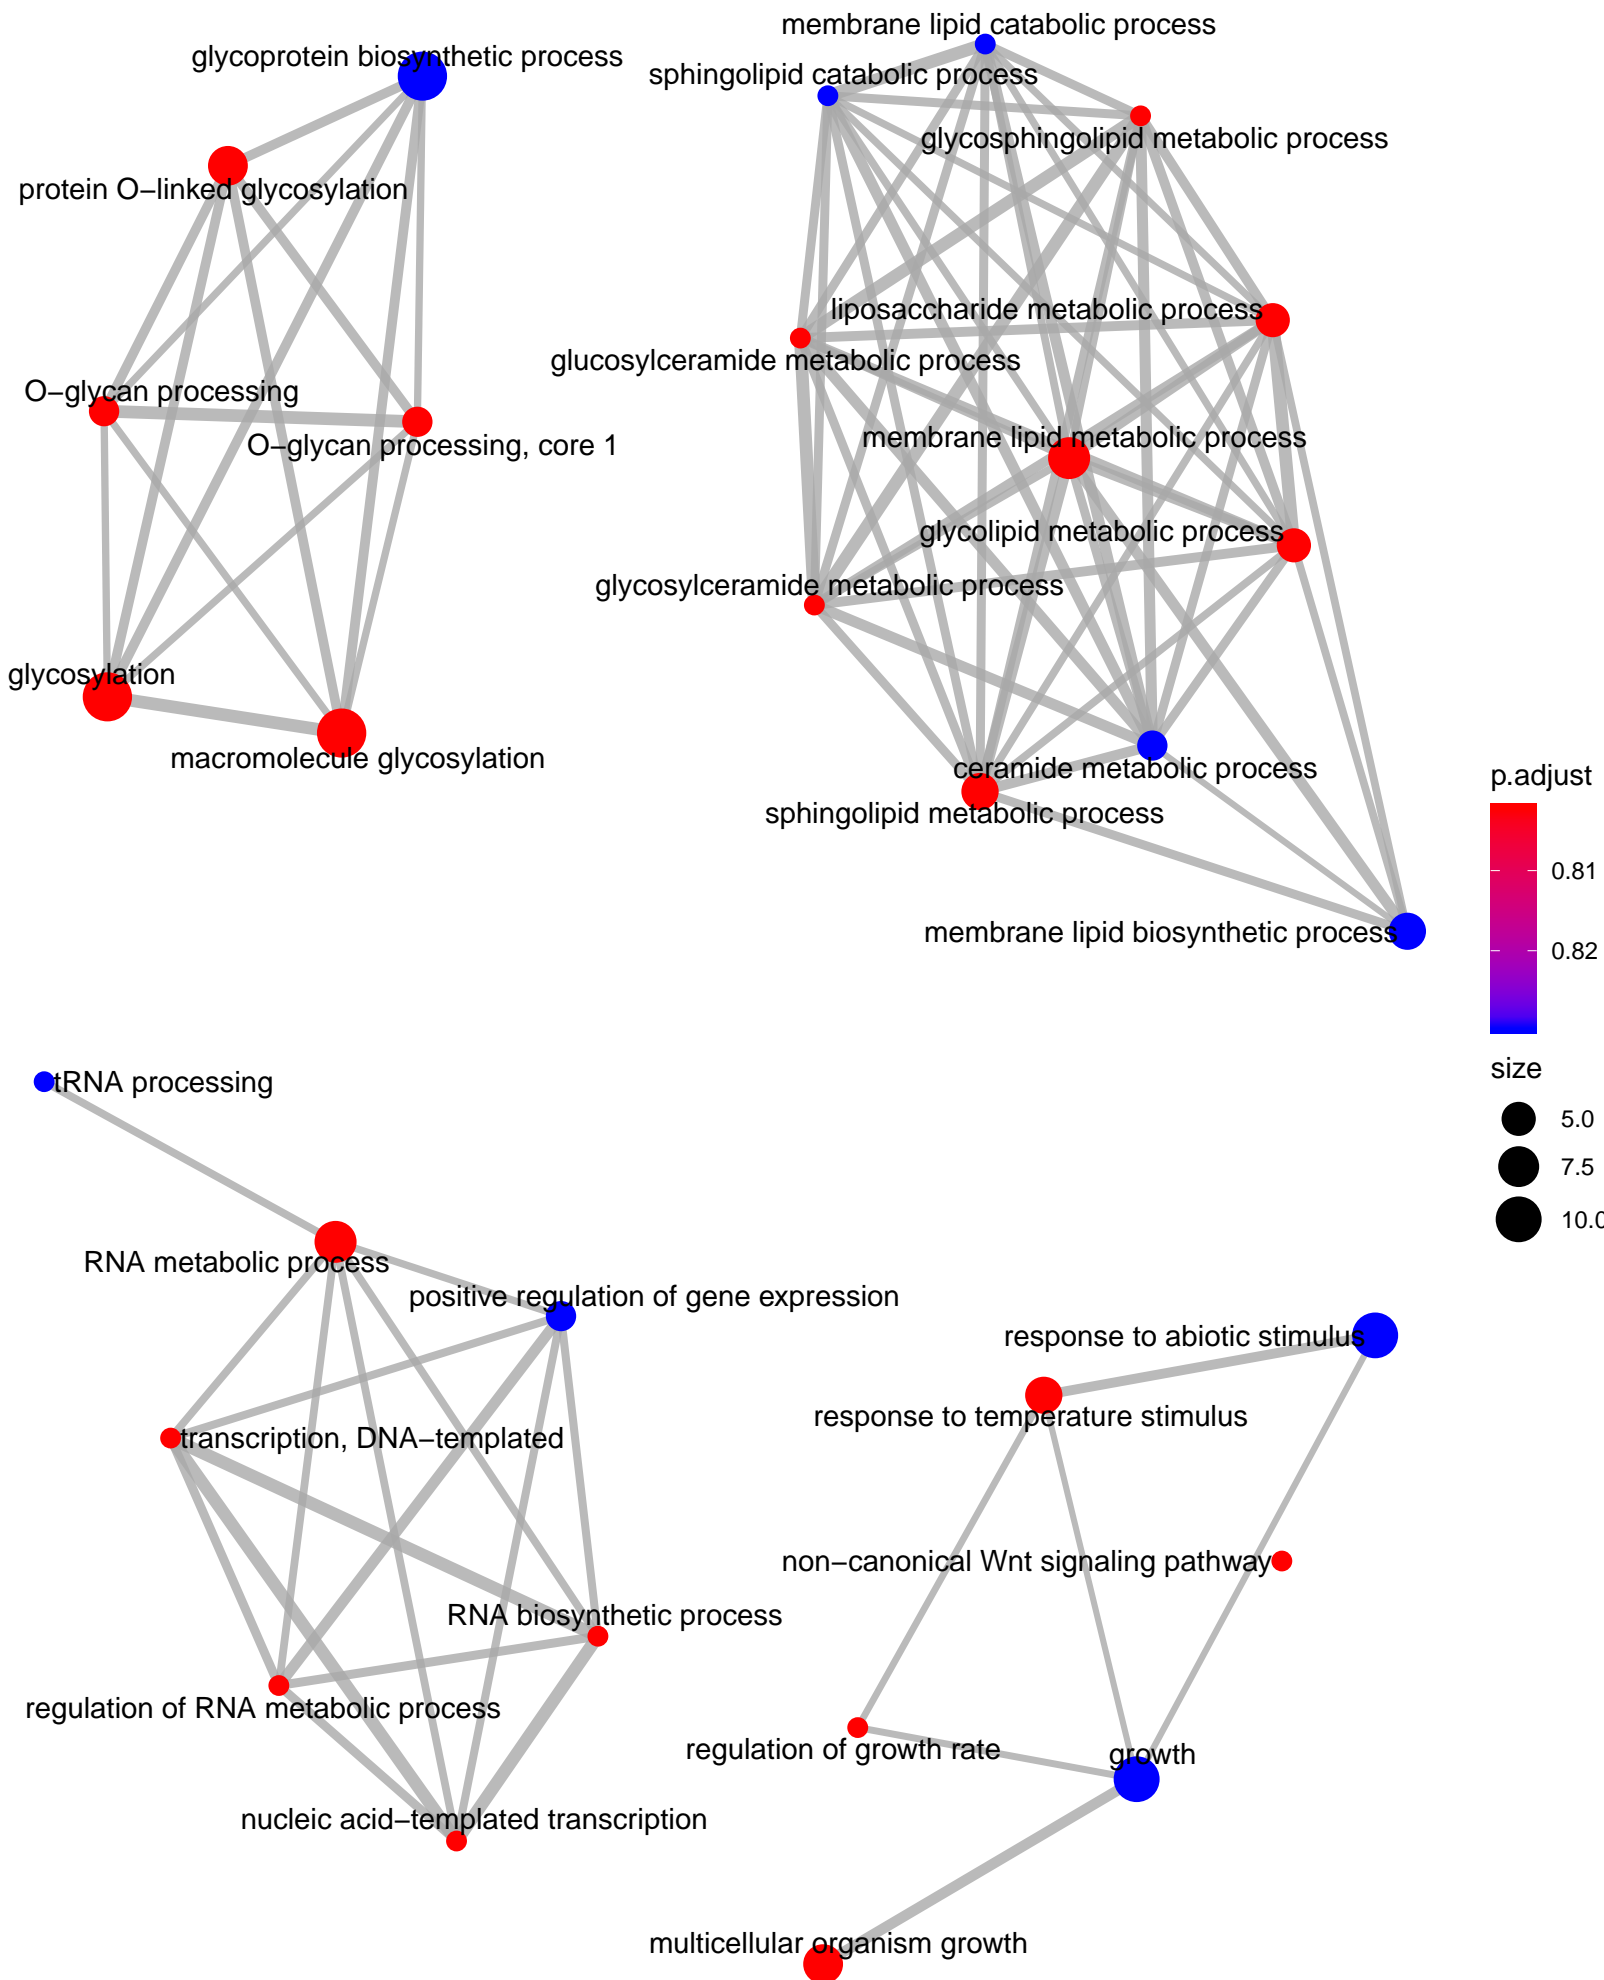 membrane lipid catabolic process
glycoprotein biosynthetic process
sphingolipid catabolic process
glycosphingolipid metabolic process
protein O−linked glycosylation
liposaccharide metabolic process
glucosylceramide metabolic process
O−glycan processing
membrane lipid metabolic process
O−glycan processing, core 1
glycolipid metabolic process
glycosylceramide metabolic process
glycosylation
macromolecule glycosylation
ceramide metabolic process
sphingolipid metabolic process
membrane lipid biosynthetic process
p.adjust
0.81
0.82
size
5.0
7.5
10.0
tRNA processing
RNA metabolic process
positive regulation of gene expression
response to abiotic stimulus
response to temperature stimulus
transcription, DNA−templated
non−canonical Wnt signaling pathway
RNA biosynthetic process
regulation of RNA metabolic process
regulation of growth rate
growth
nucleic acid−templated transcription
multicellular organism growth